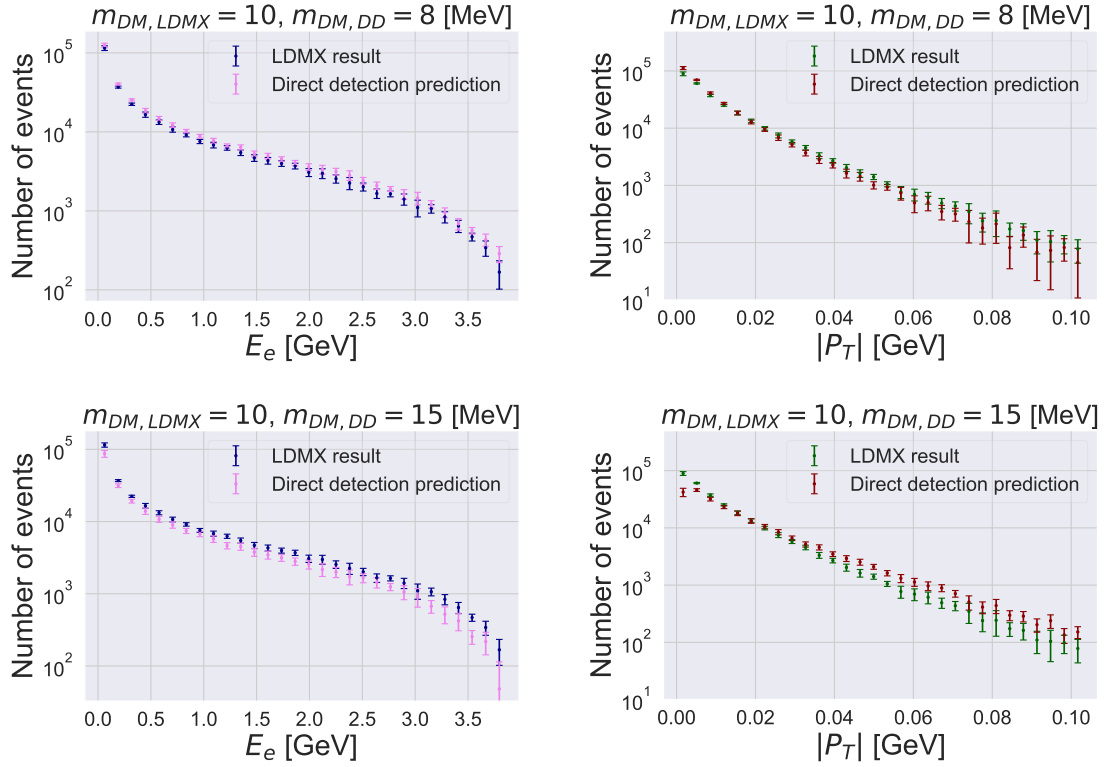 m_DM,LDMX = 10, m_DM,DD = 8 [MeV]
Number of events
10^5
10^4
10^3
10^2
LDMX result
Direct detection prediction
0.0 0.5 1.0 1.5 2.0 2.5 3.0 3.5
E_e [GeV]
m_DM,LDMX = 10, m_DM,DD = 8 [MeV]
Number of events
10^5
10^4
10^3
10^2
10^1
LDMX result
Direct detection prediction
0.00 0.02 0.04 0.06 0.08 0.10
|P_T| [GeV]
m_DM,LDMX = 10, m_DM,DD = 15 [MeV]
Number of events
10^5
10^4
10^3
10^2
LDMX result
Direct detection prediction
0.0 0.5 1.0 1.5 2.0 2.5 3.0 3.5
E_e [GeV]
m_DM,LDMX = 10, m_DM,DD = 15 [MeV]
Number of events
10^5
10^4
10^3
10^2
10^1
LDMX result
Direct detection prediction
0.00 0.02 0.04 0.06 0.08 0.10
|P_T| [GeV]